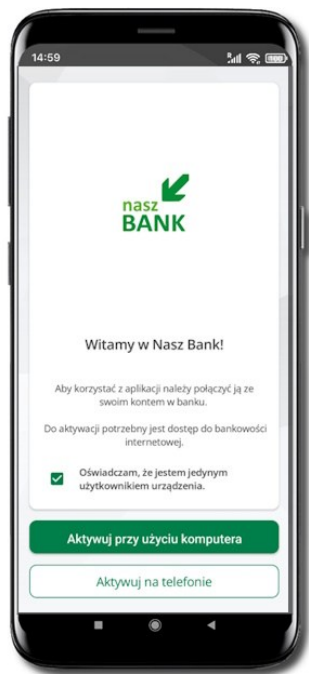 14:59
nasz
BANK
Witamy w Nasz Bank!
Aby korzystać z aplikacji należy połączyć ją ze
swoim kontem w banku.
Do aktywacji potrzebny jest dostęp do bankowości
internetowej.
Oświadczam, że jestem jedynym
użytkownikiem urządzenia.
Aktywuj przy użyciu komputera
Aktywuj na telefonie